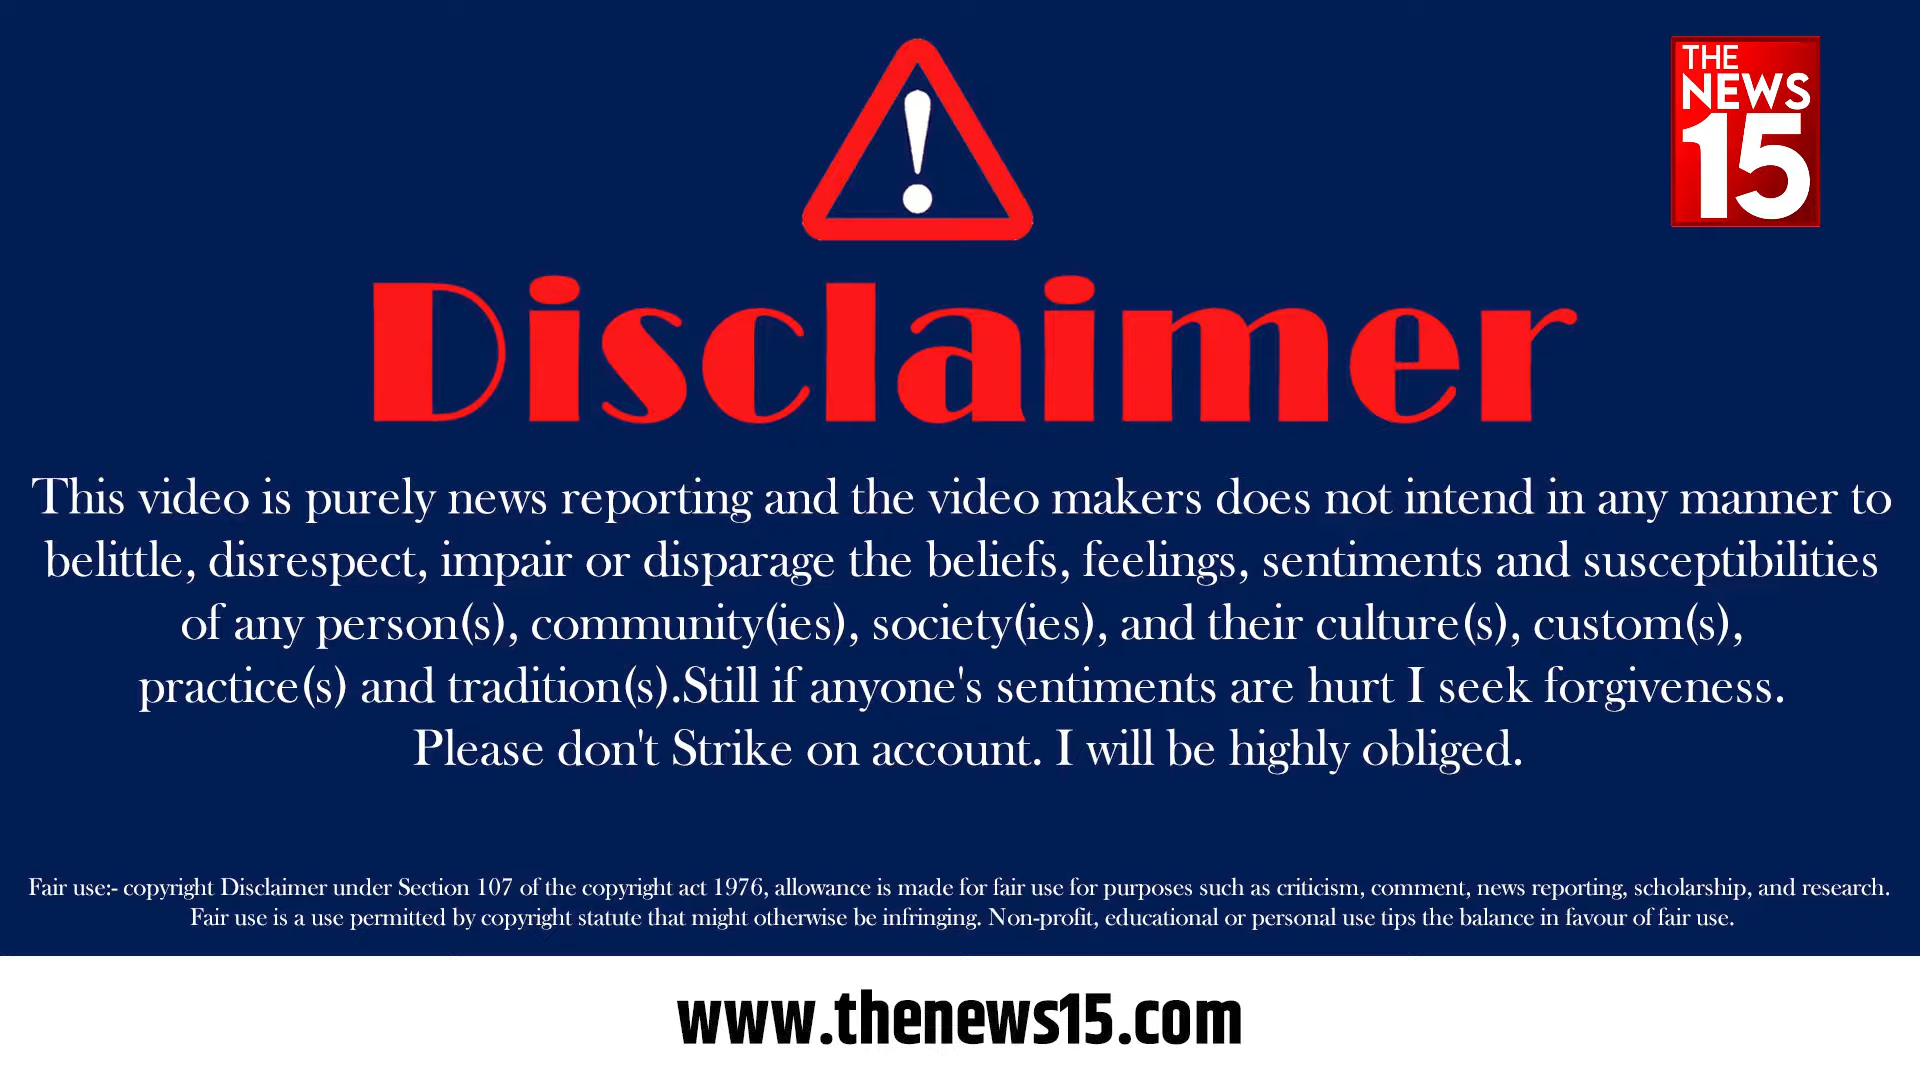 THE
NEWS
15
Disclaimer
This video is purely news reporting and the video makers does not intend in any manner to
belittle, disrespect, impair or disparage the beliefs, feelings, sentiments and susceptibilities
of any person(s), community(ies), society(ies), and their culture(s), custom(s),
practice(s) and tradition(s).Still if anyone's sentiments are hurt I seek forgiveness.
Please don't Strike on account. I will be highly obliged.
Fair use:- copyright Disclaimer under Section 107 of the copyright act 1976, allowance is made for fair use for purposes such as criticism, comment, news reporting, scholarship, and research.
Fair use is a use permitted by copyright statute that might otherwise be infringing. Non-profit, educational or personal use tips the balance in favour of fair use.
www.thenews15.com